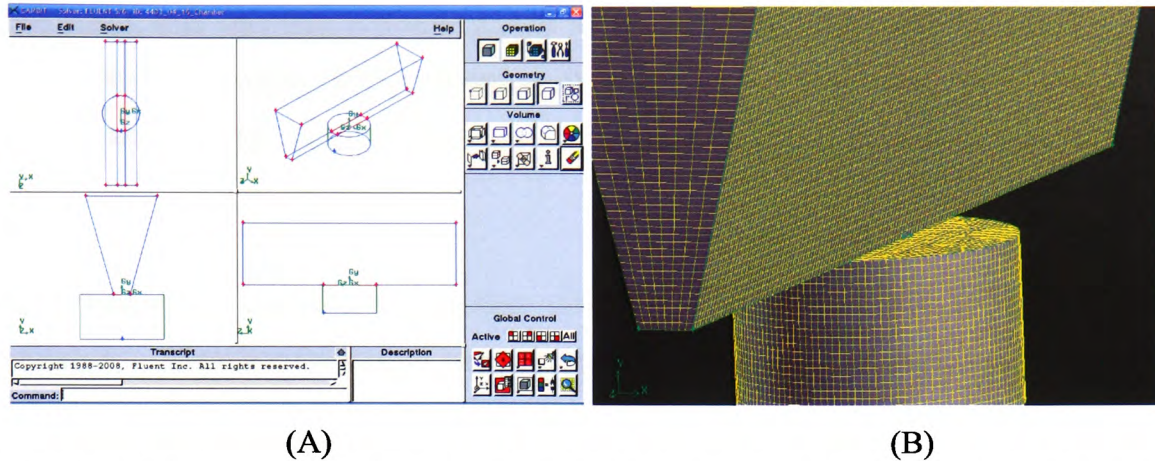 File Edit Solver Help
Operation
Geometry
Volume
Global Control
Active All
Transcript
Description
Copyright 1988-2008, Fluent Inc. All rights reserved.
Command:
(A) (B)